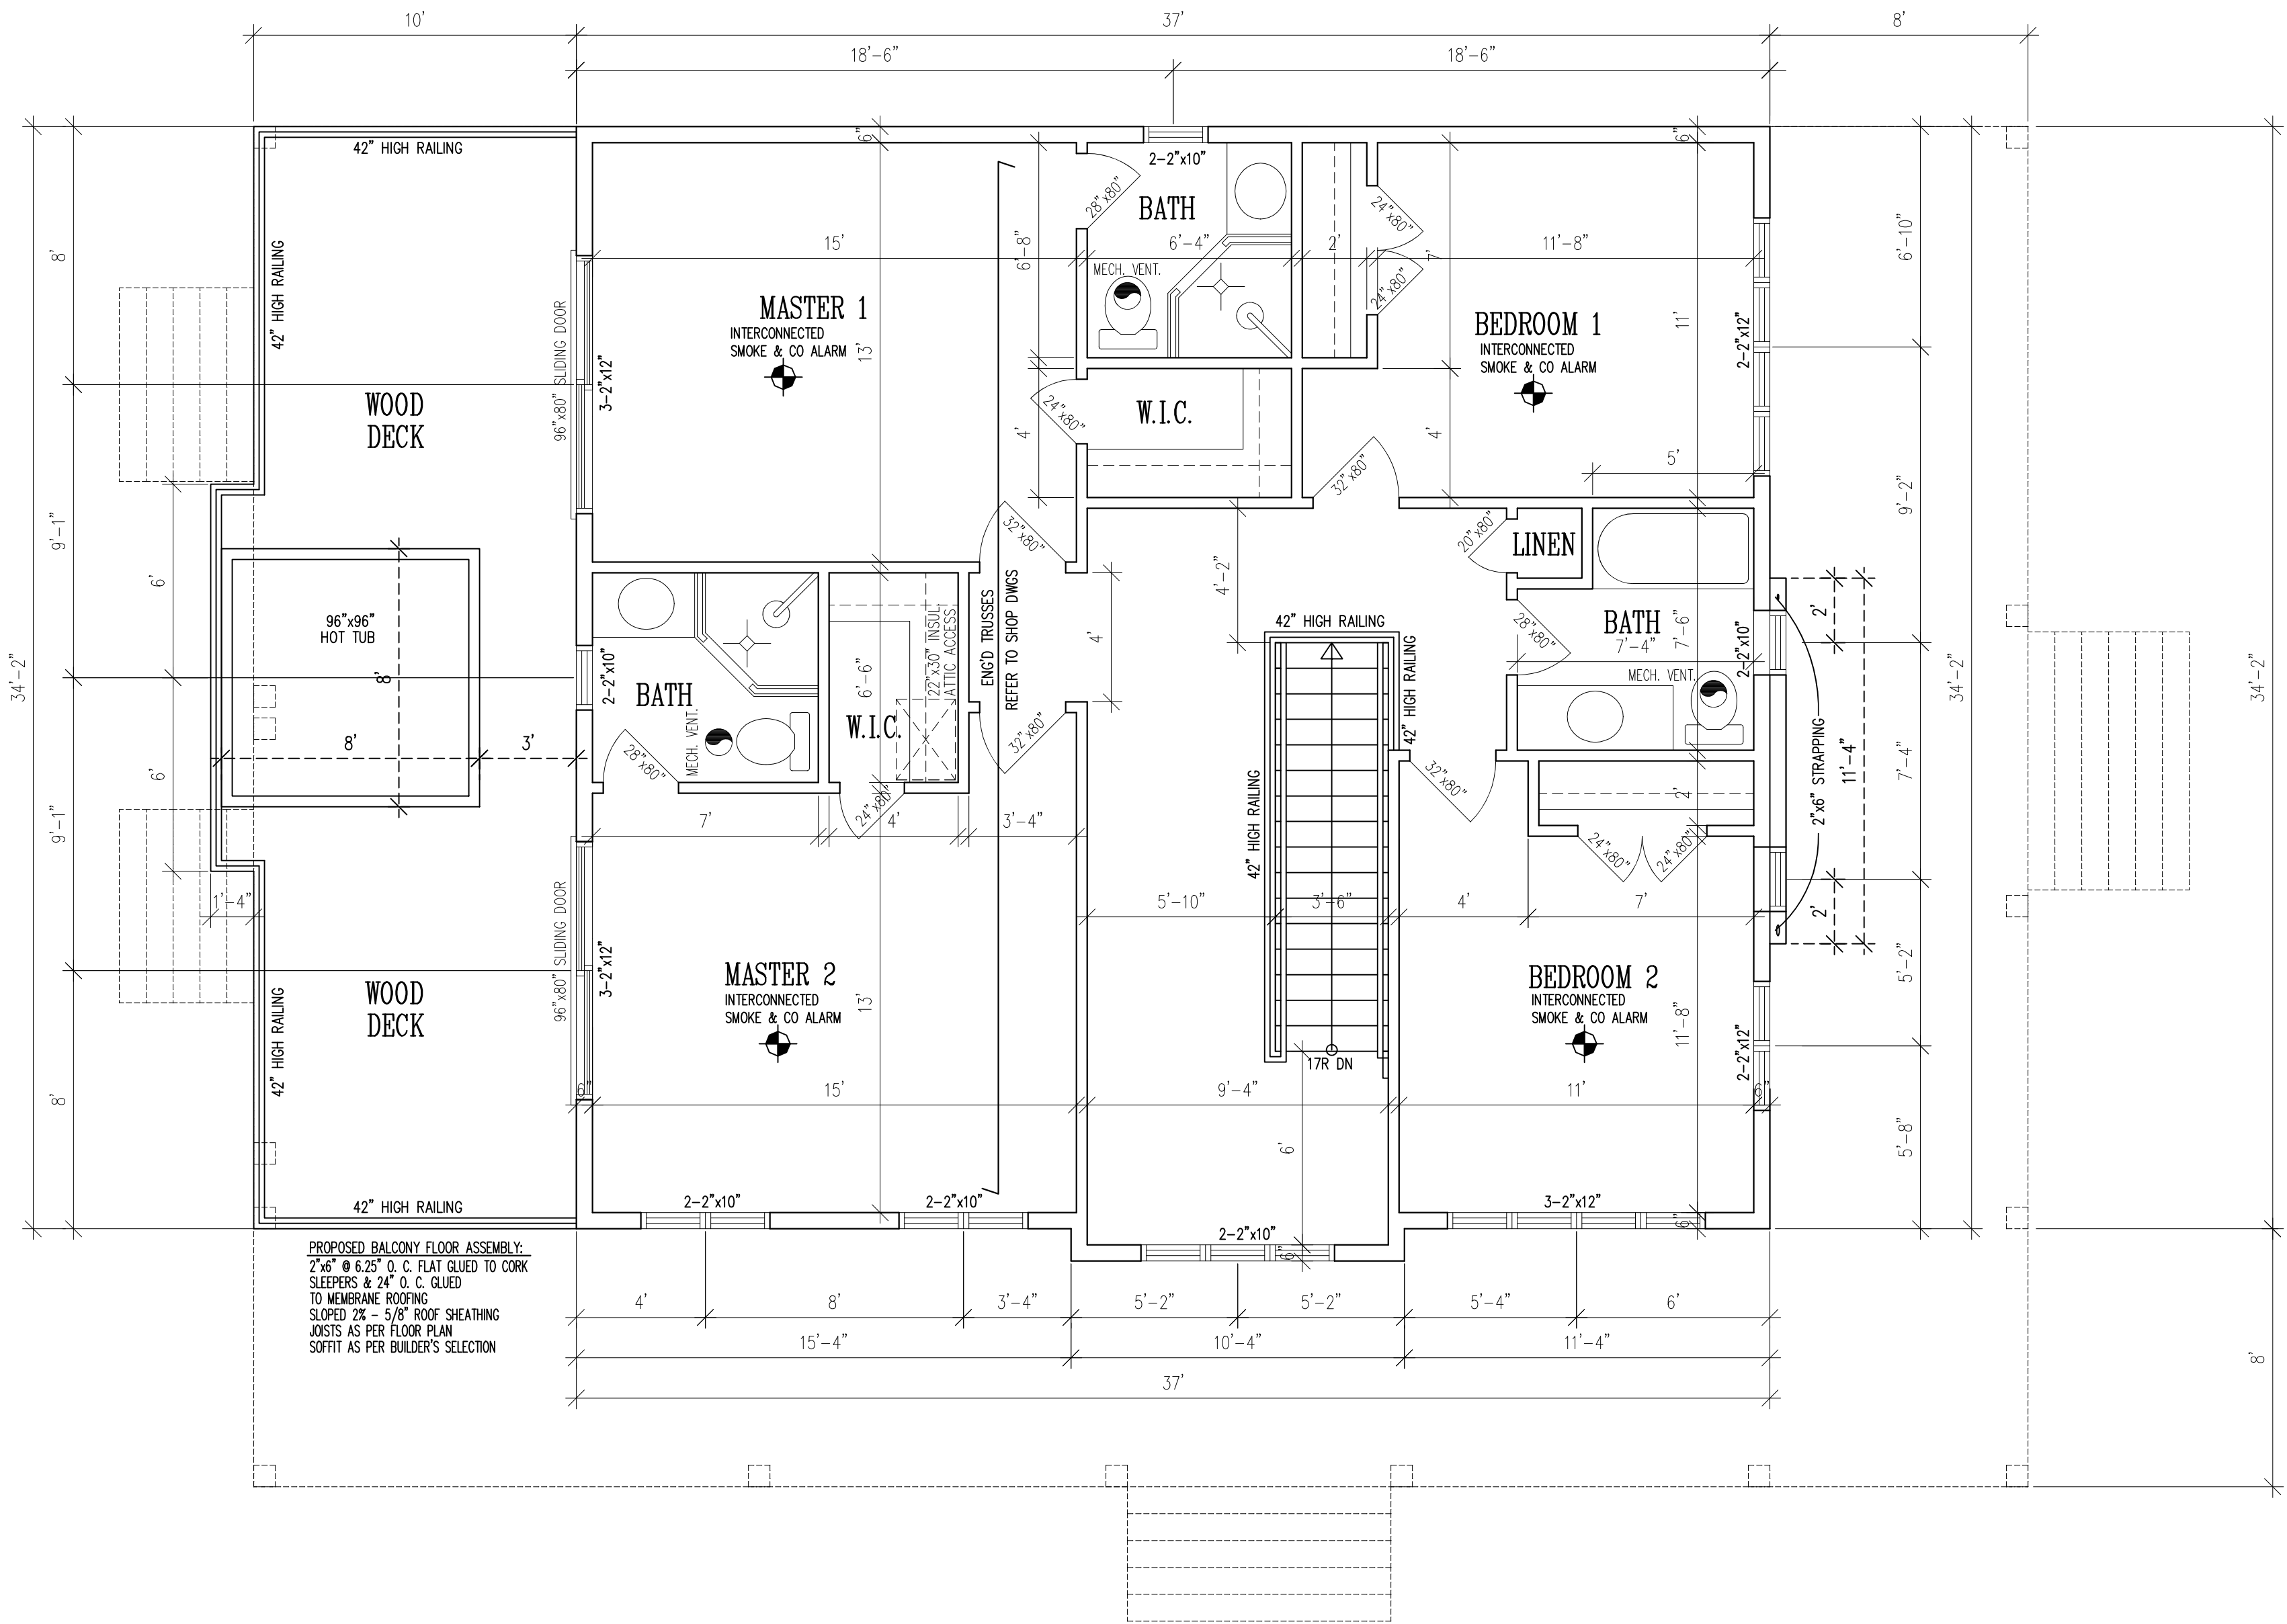 10'
37'
8'
18'-6"
18'-6"
42" HIGH RAILING
6"
2-2"x10"
6"
28"x80"
BATH
24"x80"
8'
42" HIGH RAILING
15'
6'-8"
6'-4"
2'
7'
11'-8"
6'-10"
MECH. VENT.
24"x80"
96"x80" SLIDING DOOR
MASTER 1
INTERCONNECTED
SMOKE & CO ALARM
13'
BEDROOM 1
INTERCONNECTED
SMOKE & CO ALARM
11'
2-2"x12"
3-2"x12"
WOOD
DECK
24"x80"
W.I.C.
4'
4'
32"x80"
5'
9'-2"
9'-1"
32"x80"
20"x80"
LINEN
6'
4'-2"
96"x96"
HOT TUB
8'
8'
3'
34'-2"
2-2"x10"
BATH
MECH. VENT.
28"x80"
6'-6"
W.I.C.
22"x30" INSUL
ATTIC ACCESS
ENG'D TRUSSES
REFER TO SHOP DWGS
4'
32"x80"
42" HIGH RAILING
42" HIGH RAILING
42" HIGH RAILING
28"x80"
BATH
7'-4"
7'-6"
MECH. VENT.
2-2"x10"
2'
2"x6" STRAPPING
11'-4"
7'-4"
34'-2"
34'-2"
6'
9'-1"
24"x80"
7'
4'
3'-4"
32"x80"
2'
24"x80"
24"x80"
1'-4"
5'-10"
3'-6"
4'
7'
2'
5'-2"
96"x80" SLIDING DOOR
3-2"x12"
MASTER 2
INTERCONNECTED
SMOKE & CO ALARM
13'
BEDROOM 2
INTERCONNECTED
SMOKE & CO ALARM
11'-8"
2-2"x12"
WOOD
DECK
42" HIGH RAILING
17R DN
8'
6"
15'
9'-4"
11'
6"
6'
5'-8"
42" HIGH RAILING
2-2"x10"
2-2"x10"
2-2"x10"
3-2"x12"
6"
6"
PROPOSED BALCONY FLOOR ASSEMBLY:
2"x6" @ 6.25" O. C. FLAT GLUED TO CORK
SLEEPERS & 24" O. C. GLUED
TO MEMBRANE ROOFING
SLOPED 2% - 5/8" ROOF SHEATHING
JOISTS AS PER FLOOR PLAN
SOFFIT AS PER BUILDER'S SELECTION
4'
8'
3'-4"
5'-2"
5'-2"
5'-4"
6'
15'-4"
10'-4"
11'-4"
37'
8'